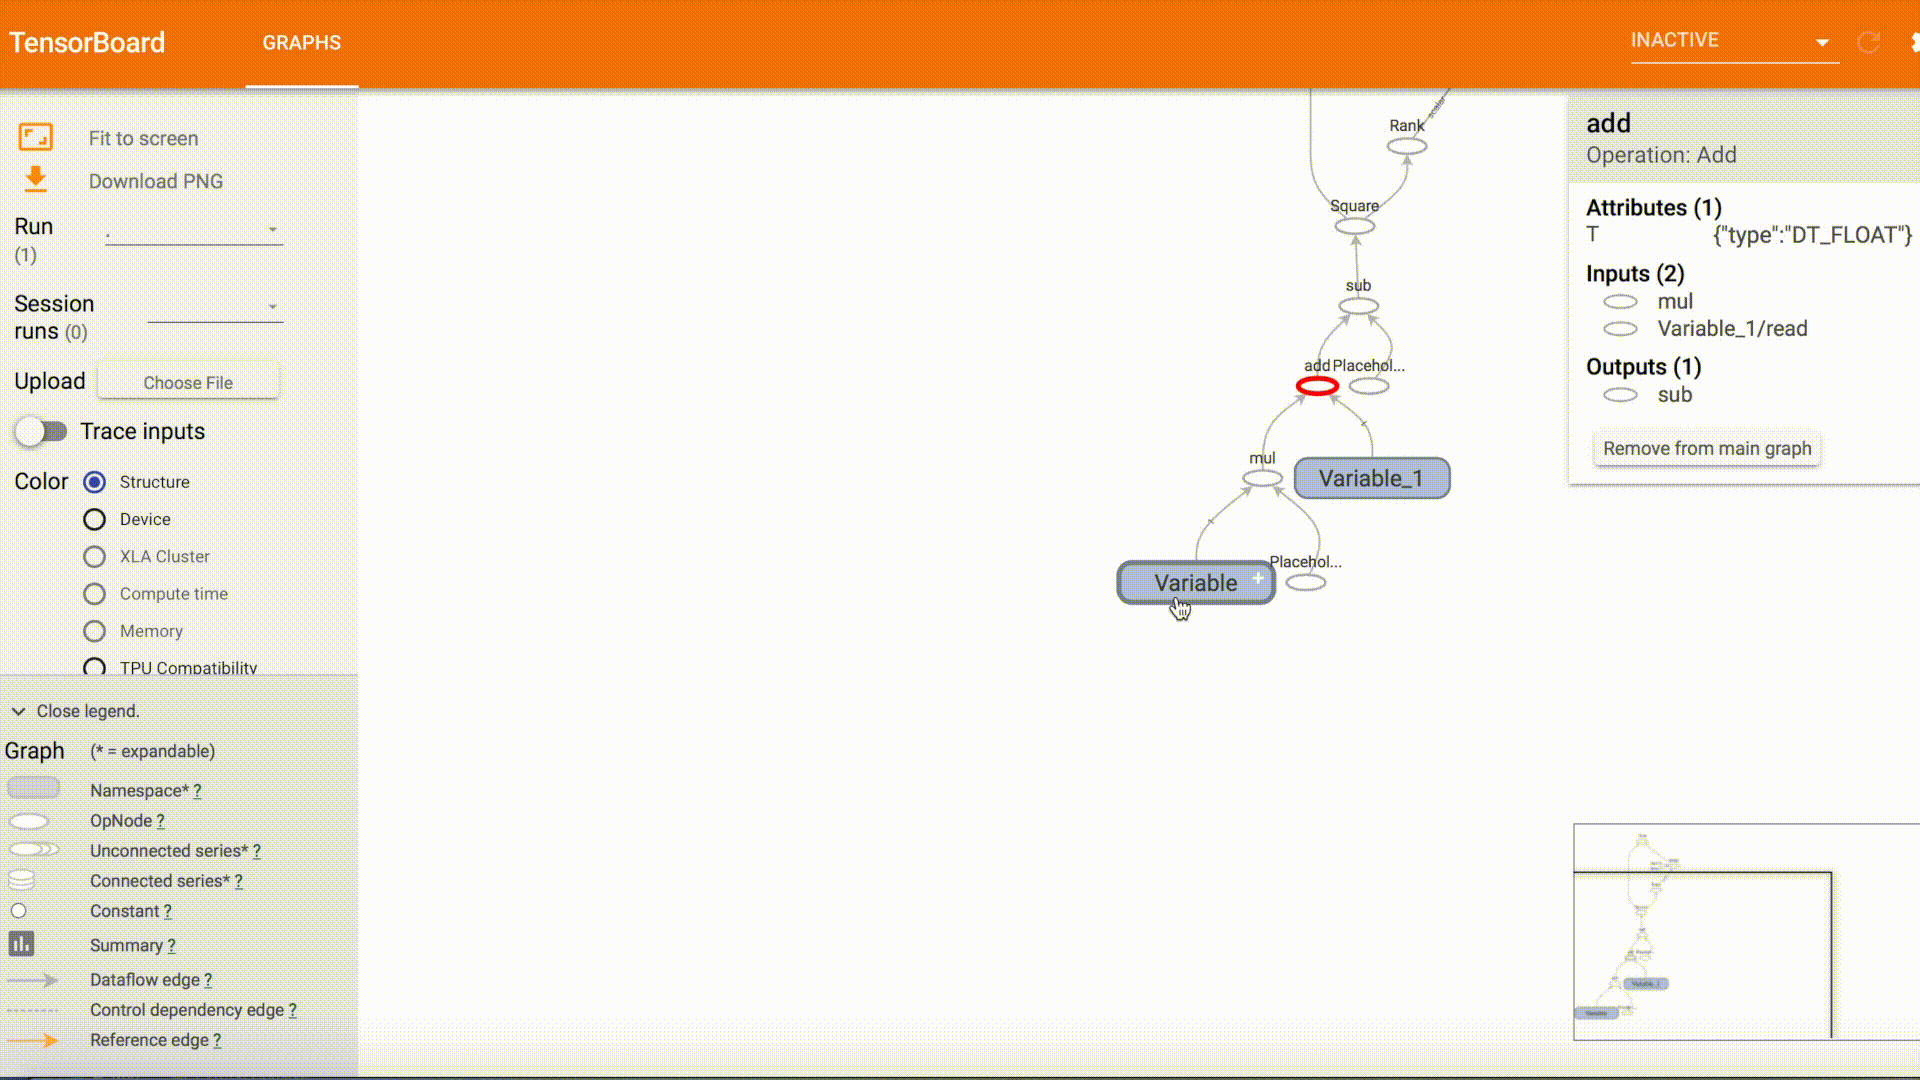 TensorBoard
GRAPHS
INACTIVE
Fit to screen
Download PNG
Run
(1)
.
Session
runs (0)
Upload
Choose File
Trace inputs
Color
Structure
Device
XLA Cluster
Compute time
Memory
TPU Compatibility
Close legend.
Graph
(* = expandable)
Namespace* ?
OpNode ?
Unconnected series* ?
Connected series* ?
Constant ?
Summary ?
Dataflow edge ?
Control dependency edge ?
Reference edge ?
scalar
Rank
Square
sub
add
Placehol...
mul
Variable_1
Placehol...
Variable +
add
Operation: Add
Attributes (1)
T
{"type":"DT_FLOAT"}
Inputs (2)
mul
Variable_1/read
Outputs (1)
sub
Remove from main graph